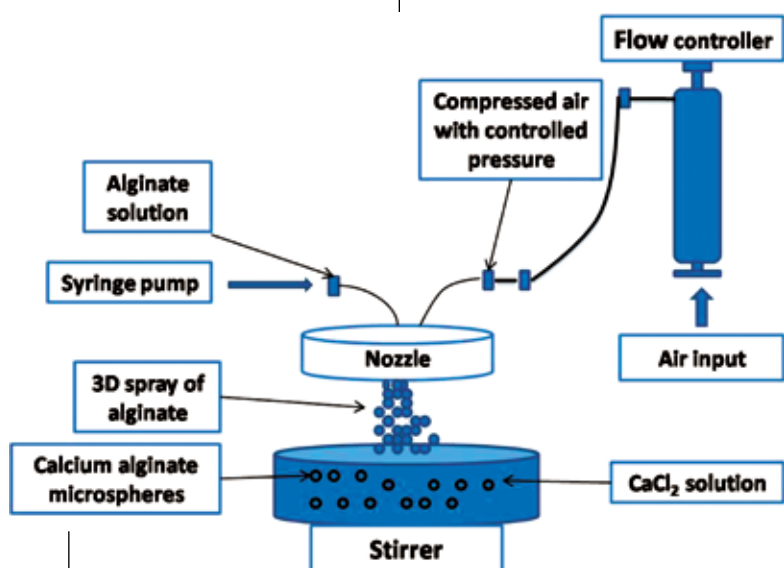 Flow controller
Compressed air
with controlled
pressure
Alginate
solution
Syringe pump
Nozzle
Air input
3D spray of
alginate
Calcium alginate
microspheres
CaCl₂ solution
Stirrer